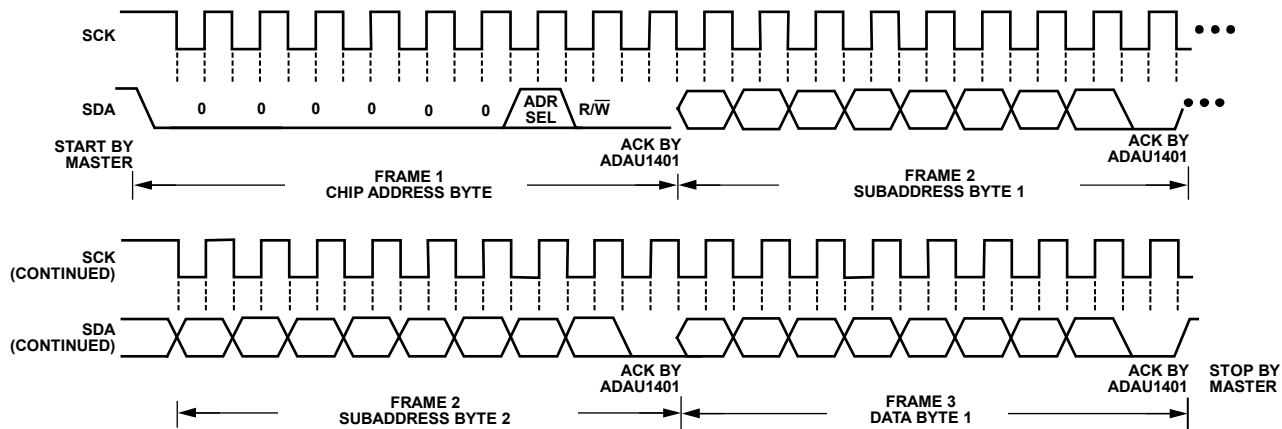 SCK
SDA
0 0 0 0 0 0 ADR SEL R/W̅
START BY
MASTER
ACK BY
ADAU1401
ACK BY
ADAU1401
FRAME 1
CHIP ADDRESS BYTE
FRAME 2
SUBADDRESS BYTE 1
SCK
(CONTINUED)
SDA
(CONTINUED)
ACK BY
ADAU1401
ACK BY
ADAU1401
STOP BY
MASTER
FRAME 2
SUBADDRESS BYTE 2
FRAME 3
DATA BYTE 1